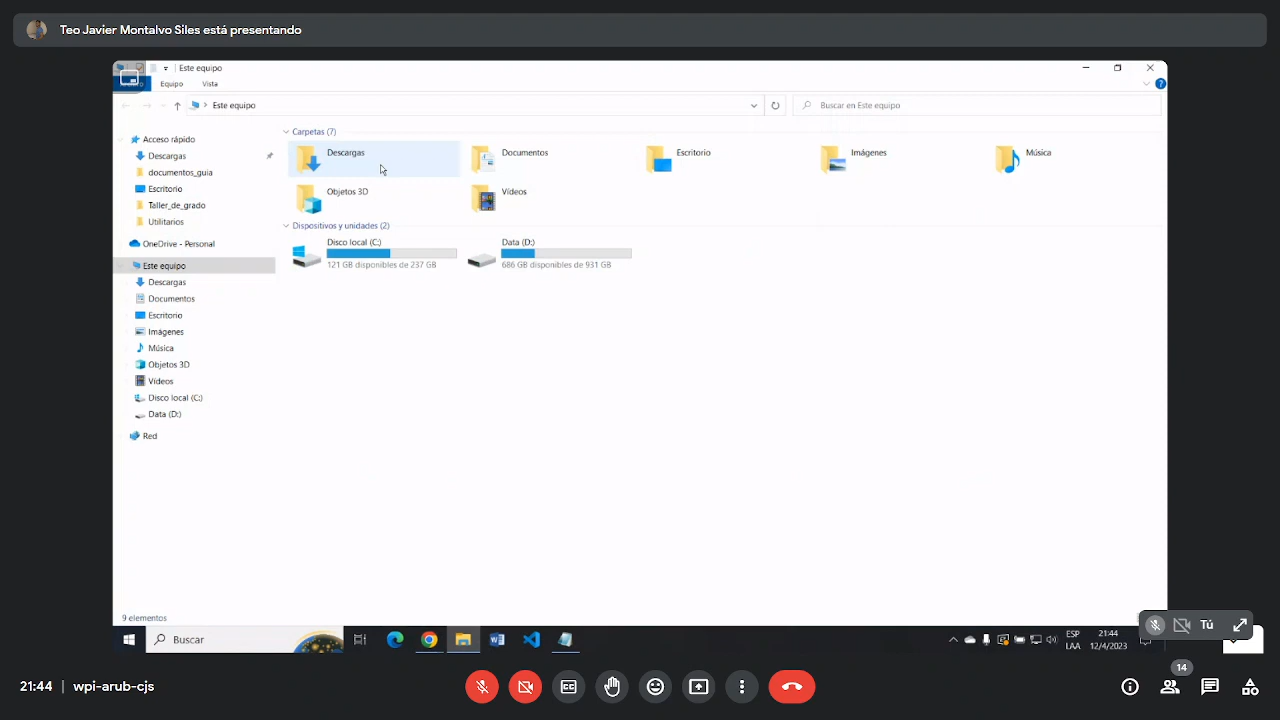 Teo Javier Montalvo Siles está presentando
Este equipo
Equipo
Vista
Este equipo
Buscar en Este equipo
Carpetas (7)
Descargas
Documentos
Escritorio
Imágenes
Música
Objetos 3D
Vídeos
Dispositivos y unidades (2)
Disco local (C:)
121 GB disponibles de 237 GB
Data (D:)
686 GB disponibles de 931 GB
Acceso rápido
Descargas
documentos_guia
Escritorio
Taller_de_grado
Utilitarios
OneDrive - Personal
Este equipo
Descargas
Documentos
Escritorio
Imágenes
Música
Objetos 3D
Vídeos
Disco local (C:)
Data (D:)
Red
9 elementos
Buscar
ESP
LAA
21:44
12/4/2023
Tú
21:44 | wpi-arub-cjs
14